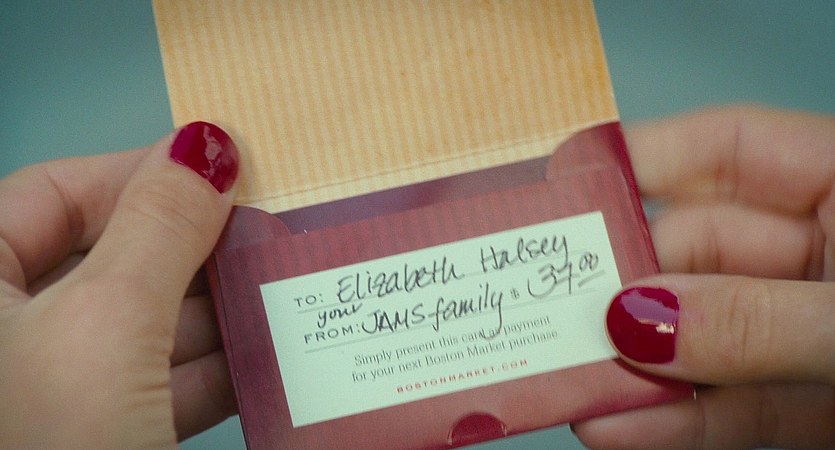 TO: Elizabeth Halsey
your
FROM: JAMS family $ 37.00
Simply present this card as payment
for your next Boston Market purchase.
BOSTONMARKET.COM